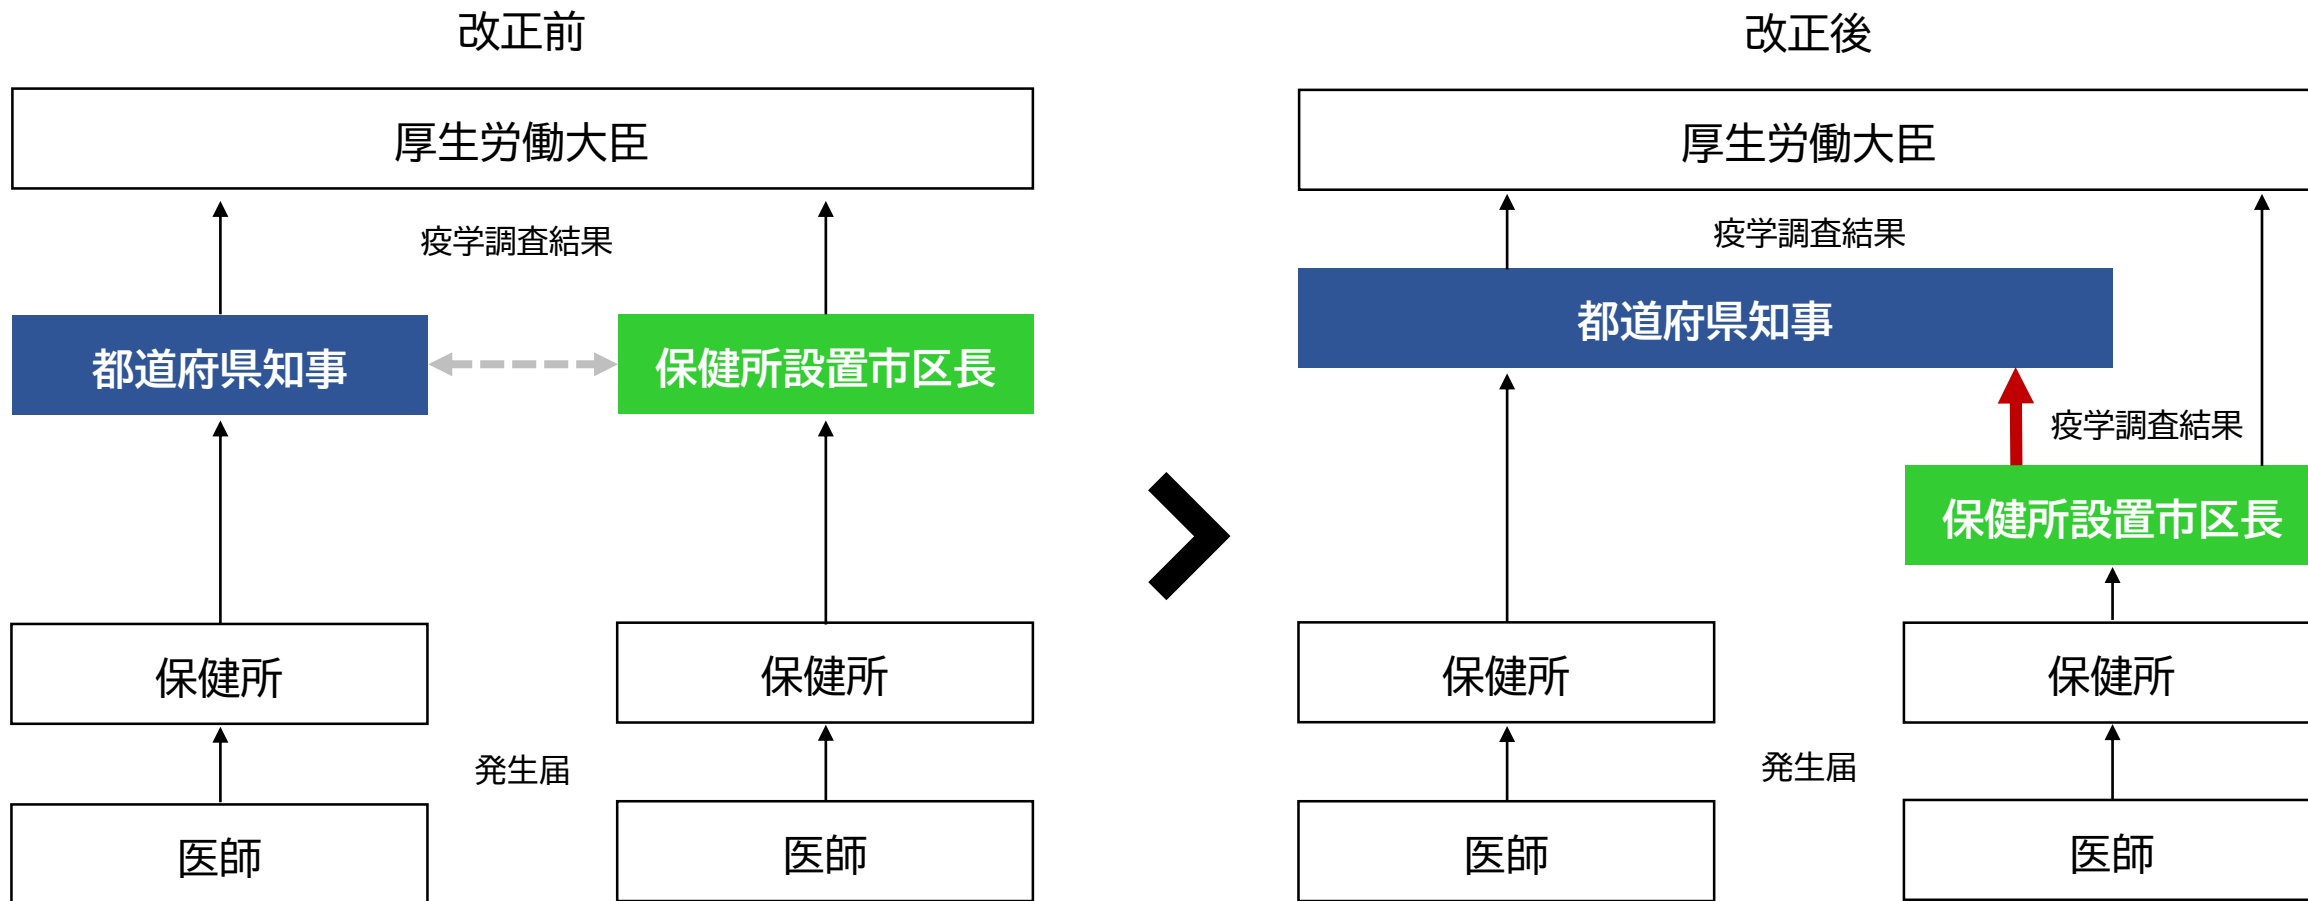 改正前
厚生労働大臣
疫学調査結果
都道府県知事
保健所設置市区長
保健所
保健所
発生届
医師
医師
改正後
厚生労働大臣
疫学調査結果
都道府県知事
疫学調査結果
保健所設置市区長
保健所
保健所
発生届
医師
医師